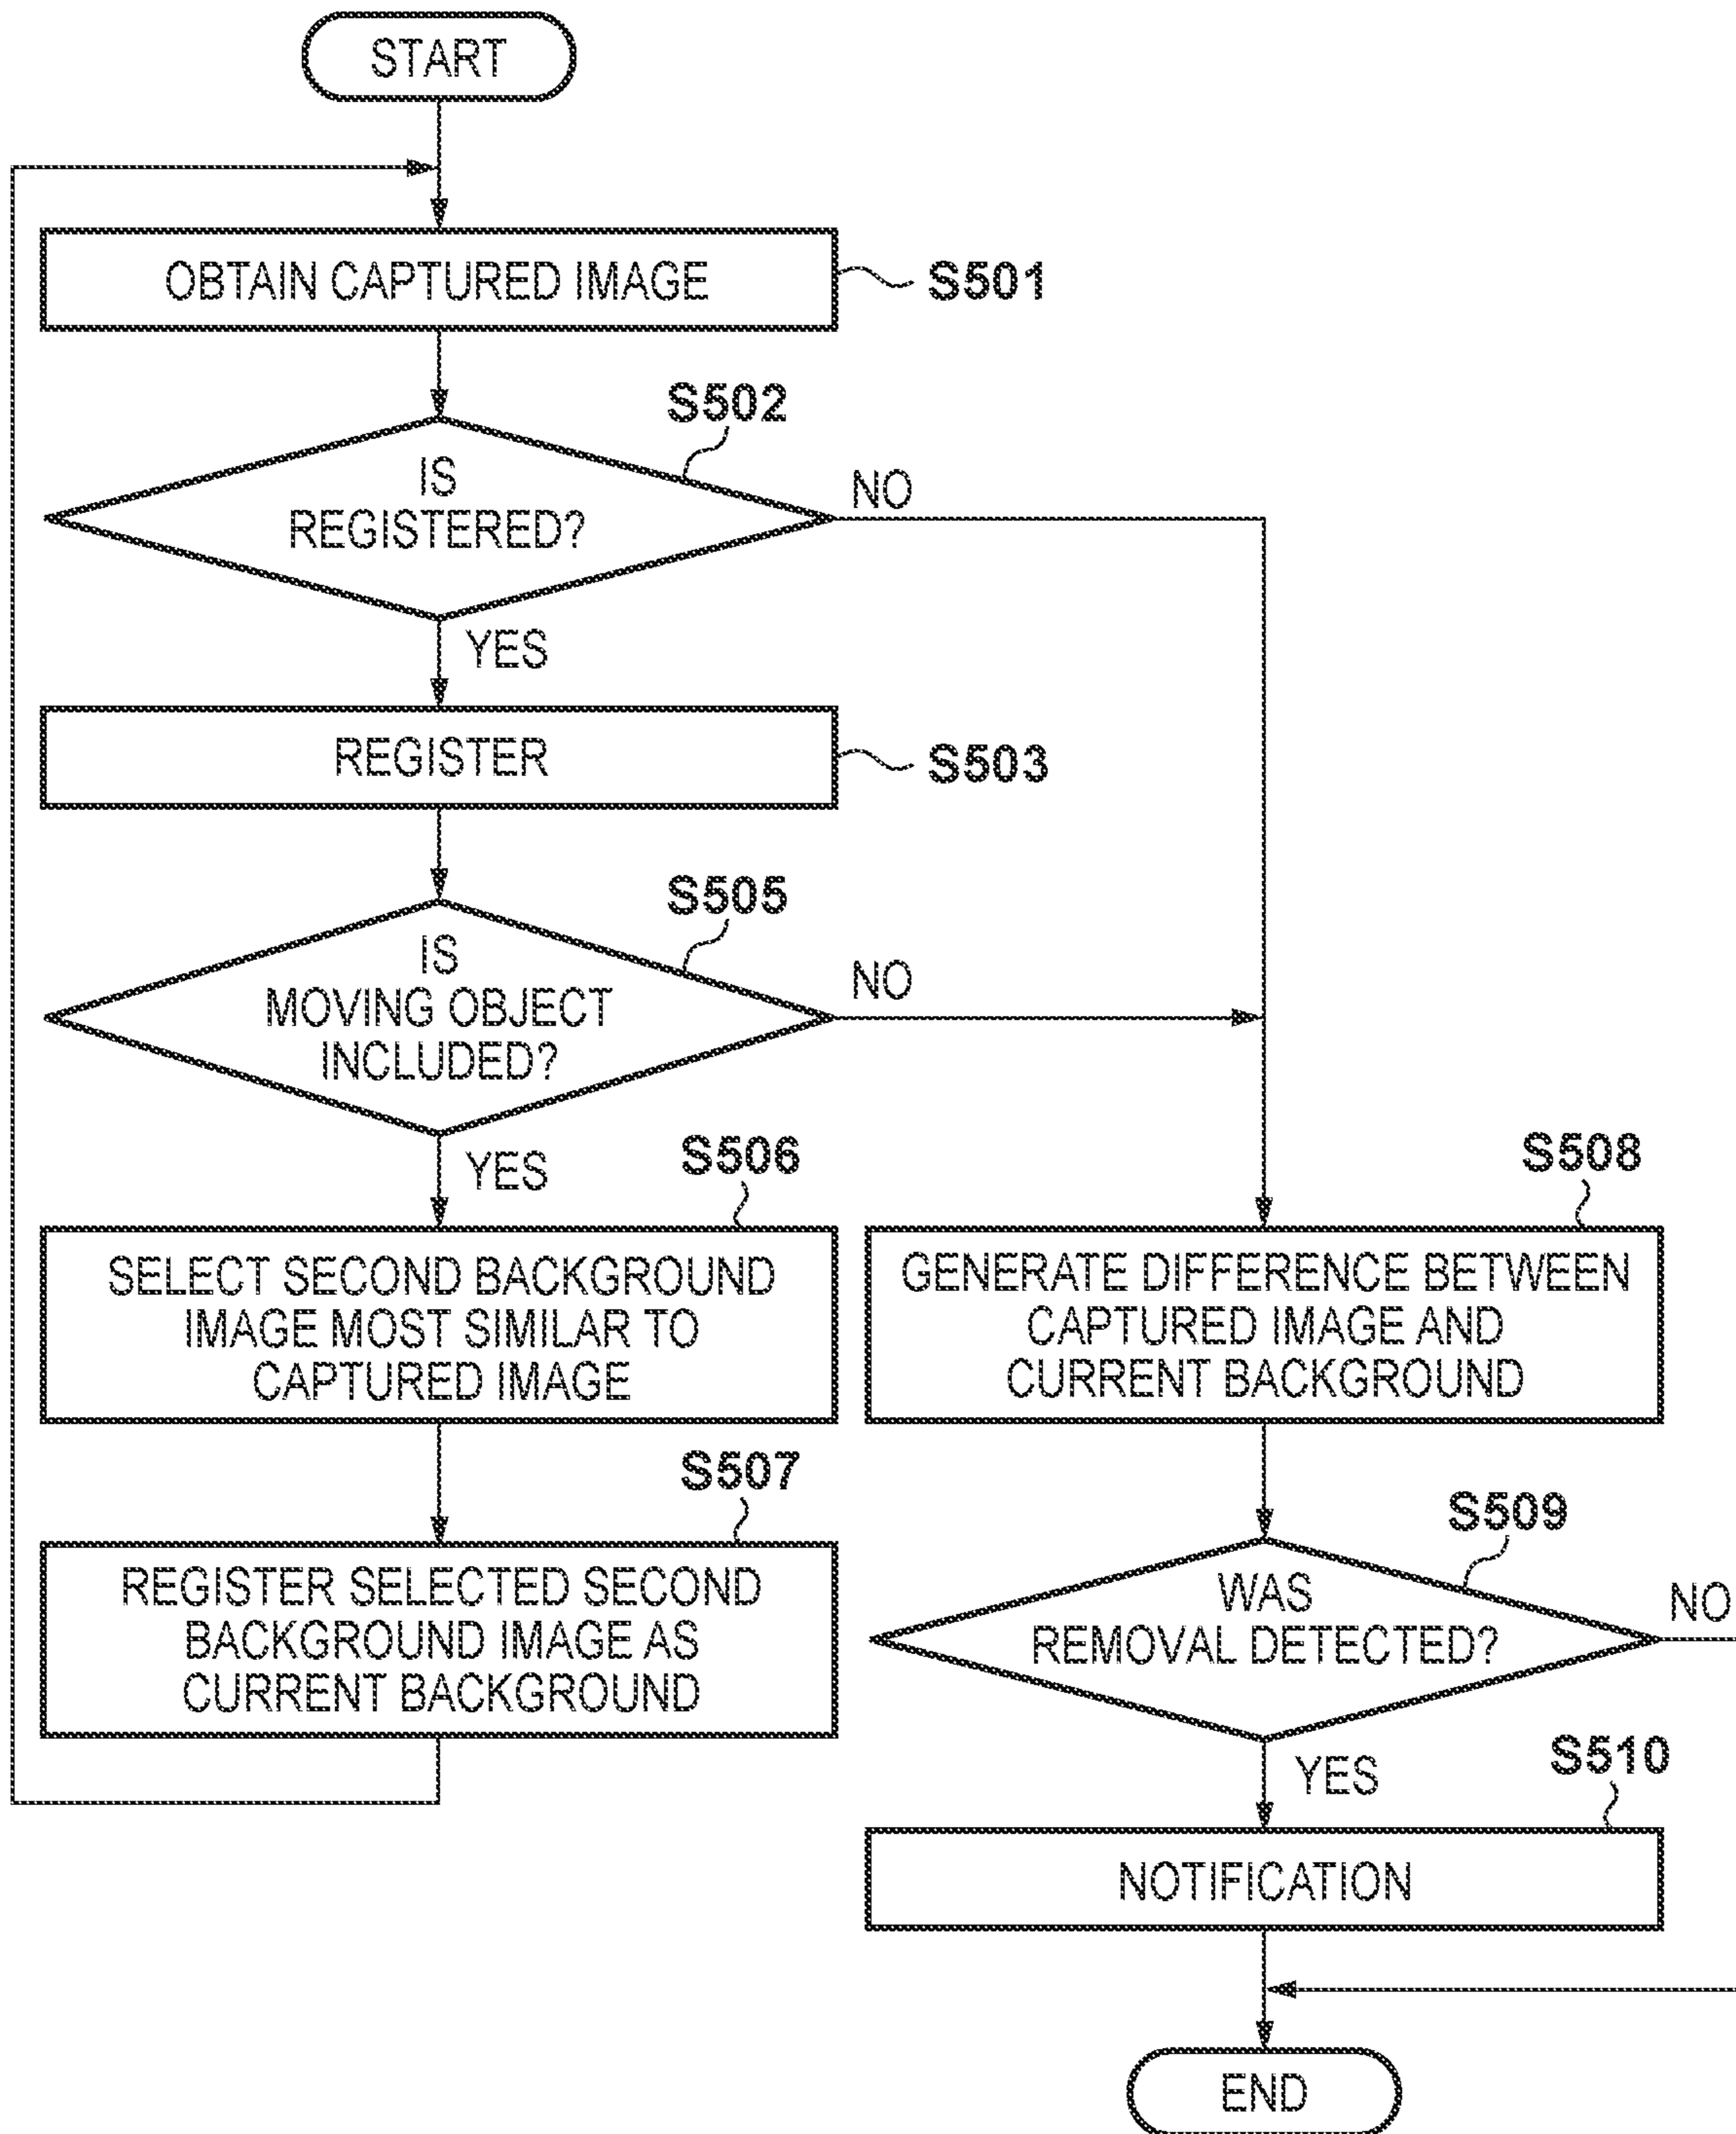 START
OBTAIN CAPTURED IMAGE
S501
S502
IS
REGISTERED?
NO
YES
REGISTER
S503
S505
IS
MOVING OBJECT
INCLUDED?
NO
YES
S506
SELECT SECOND BACKGROUND
IMAGE MOST SIMILAR TO
CAPTURED IMAGE
S507
REGISTER SELECTED SECOND
BACKGROUND IMAGE AS
CURRENT BACKGROUND
S508
GENERATE DIFFERENCE BETWEEN
CAPTURED IMAGE AND
CURRENT BACKGROUND
S509
WAS
REMOVAL DETECTED?
NO
YES
S510
NOTIFICATION
END